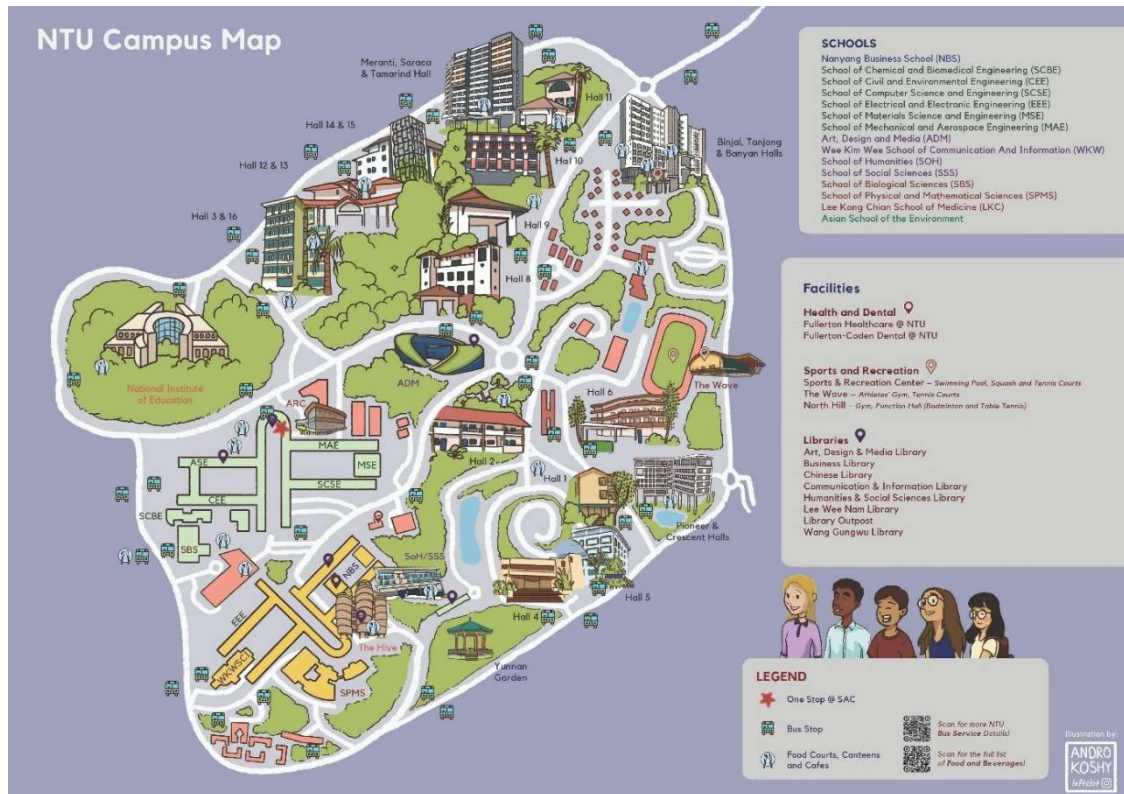 NTU Campus Map
Meranti, Saraca
& Tamarind Hall
Hall 11
Hall 14 & 15
Hall 10
Binjai, Tanjong
& Banyan Halls
Hall 12 & 13
Hall 3 & 16
Hall 9
Hall 8
National Institute
of Education
ADM
The Wave
ARC
Hall 6
MAE
Hall 2
ASE
MSE
SCSE
Hall 1
CEE
SCBE
Pioneer &
Crescent Halls
SBS
SoH/SSS
NBS
Hall 5
EEE
Hall 4
The Hive
Yunnan
Garden
WKWSCI
SPMS
SCHOOLS
Nanyang Business School (NBS)
School of Chemical and Biomedical Engineering (SCBE)
School of Civil and Environmental Engineering (CEE)
School of Computer Science and Engineering (SCSE)
School of Electrical and Electronic Engineering (EEE)
School of Materials Science and Engineering (MSE)
School of Mechanical and Aerospace Engineering (MAE)
Art, Design and Media (ADM)
Wee Kim Wee School of Communication And Information (WKW)
School of Humanities (SOH)
School of Social Sciences (SSS)
School of Biological Sciences (SBS)
School of Physical and Mathematical Sciences (SPMS)
Lee Kong Chian School of Medicine (LKC)
Asian School of the Environment
Facilities
Health and Dental
Fullerton Healthcare @ NTU
Fullerton-Coden Dental @ NTU
Sports and Recreation
Sports & Recreation Center – Swimming Pool, Squash and Tennis Courts
The Wave – Athletes' Gym, Tennis Courts
North Hill – Gym, Function Hall (Badminton and Table Tennis)
Libraries
Art, Design & Media Library
Business Library
Chinese Library
Communication & Information Library
Humanities & Social Sciences Library
Lee Wee Nam Library
Library Outpost
Wang Gungwu Library
LEGEND
One Stop @ SAC
Bus Stop
Scan for more NTU
Bus Service Details!
Food Courts, Canteens
and Cafes
Scan for the full list
of Food and Beverages!
Illustration by:
ANDRO
KOSHY